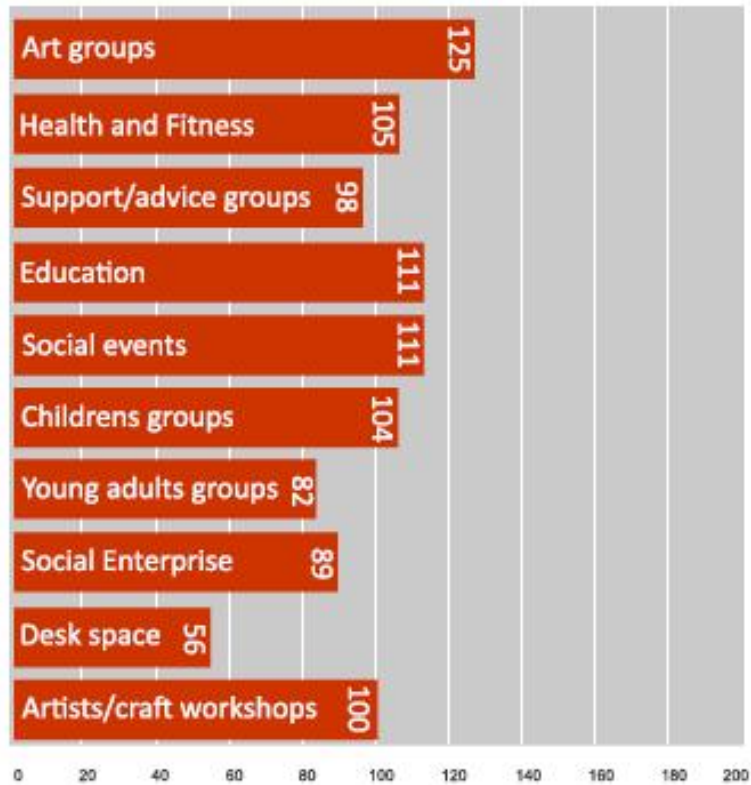 Art groups 125
Health and Fitness 105
Support/advice groups 98
Education 111
Social events 111
Childrens groups 104
Young adults groups 82
Social Enterprise 89
Desk space 56
Artists/craft workshops 100
0 20 40 60 80 100 120 140 160 180 200